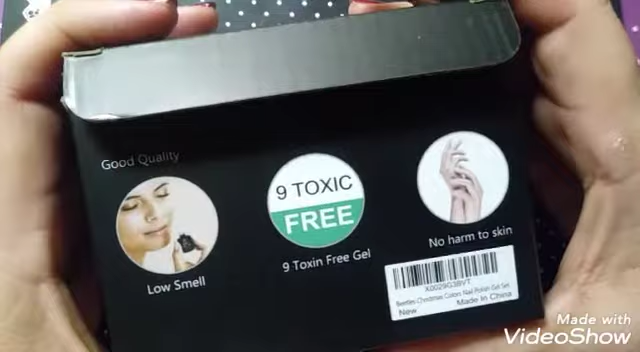 Good Quality
9 TOXIC
FREE
Low Smell
9 Toxin Free Gel
No harm to skin
X0029G3BVT
Beetles Christmas Colors Nail Polish Gel Set
New
Made In China
Made with
VideoShow